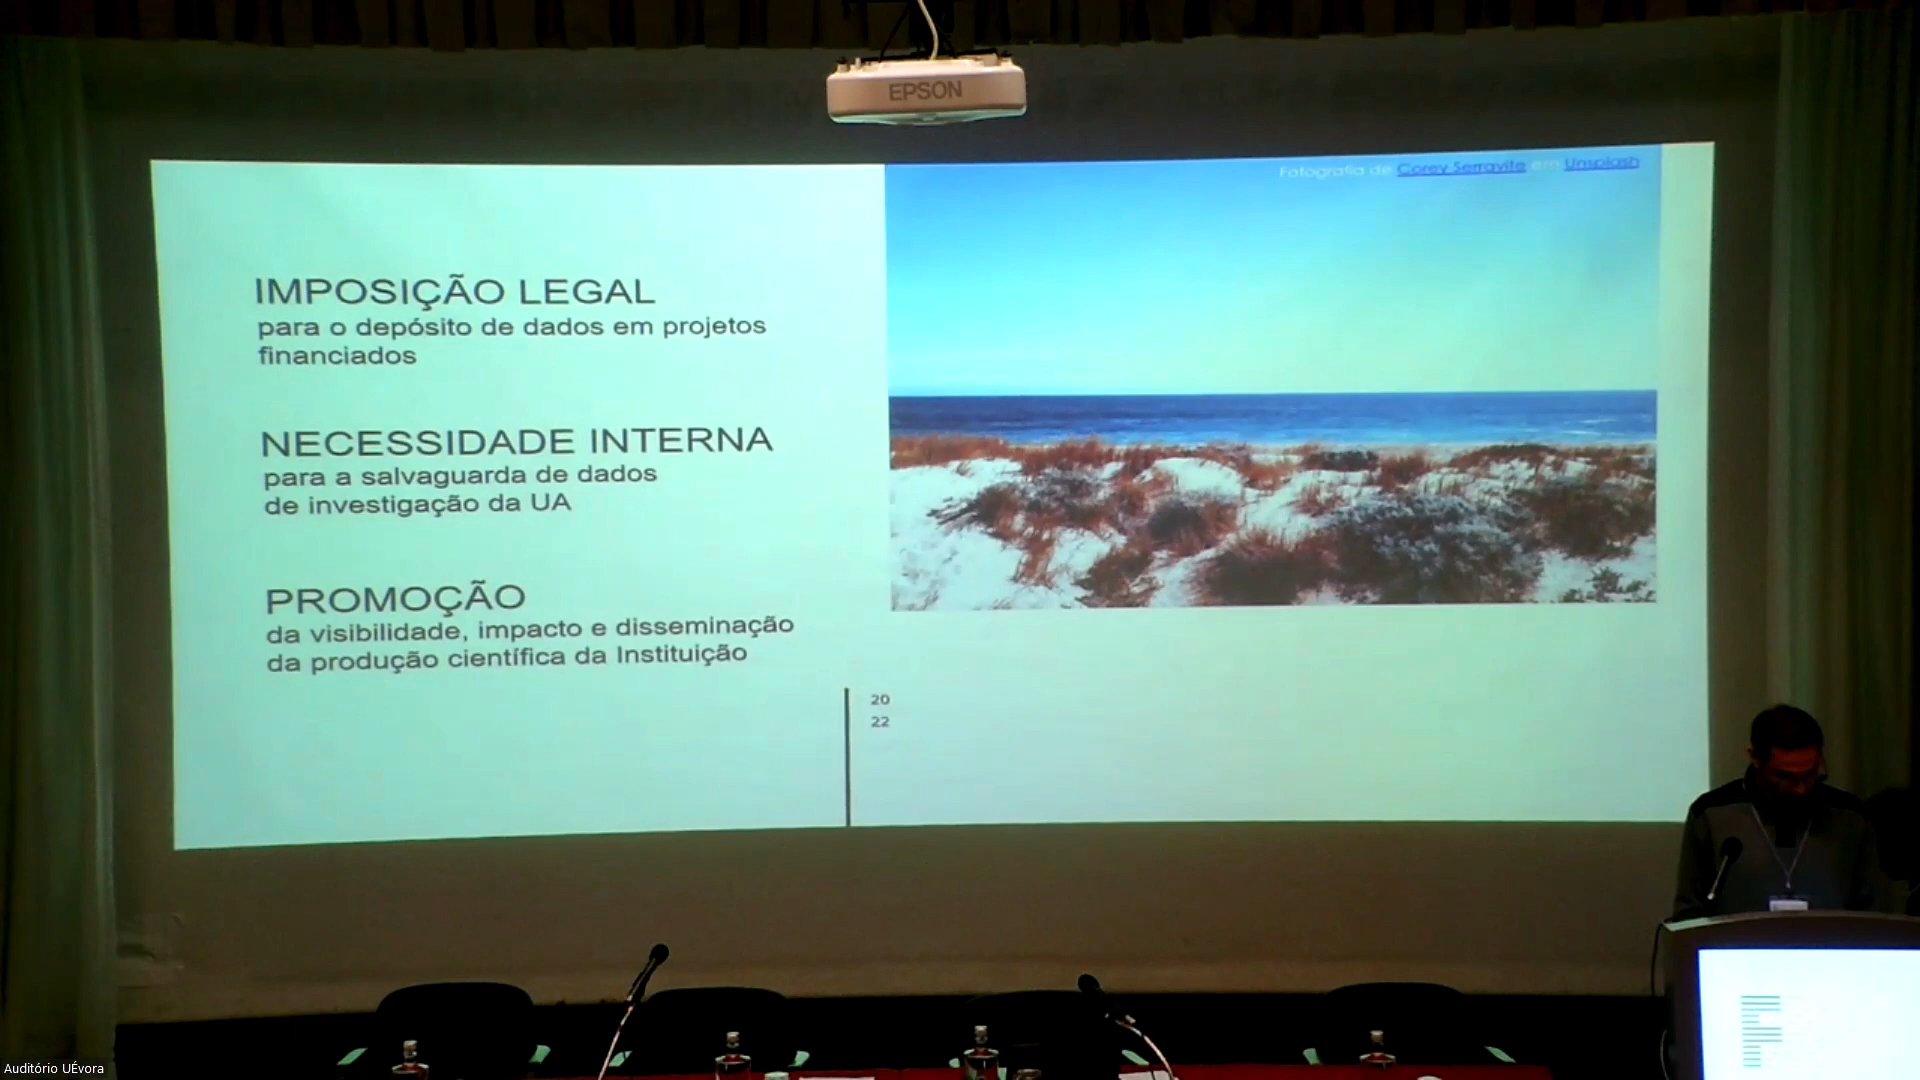 EPSON
Fotografia de Corey Serravite em Unsplash
IMPOSIÇÃO LEGAL
para o depósito de dados em projetos
financiados
NECESSIDADE INTERNA
para a salvaguarda de dados
de investigação da UA
PROMOÇÃO
da visibilidade, impacto e disseminação
da produção científica da Instituição
20
22
Auditório UÉvora